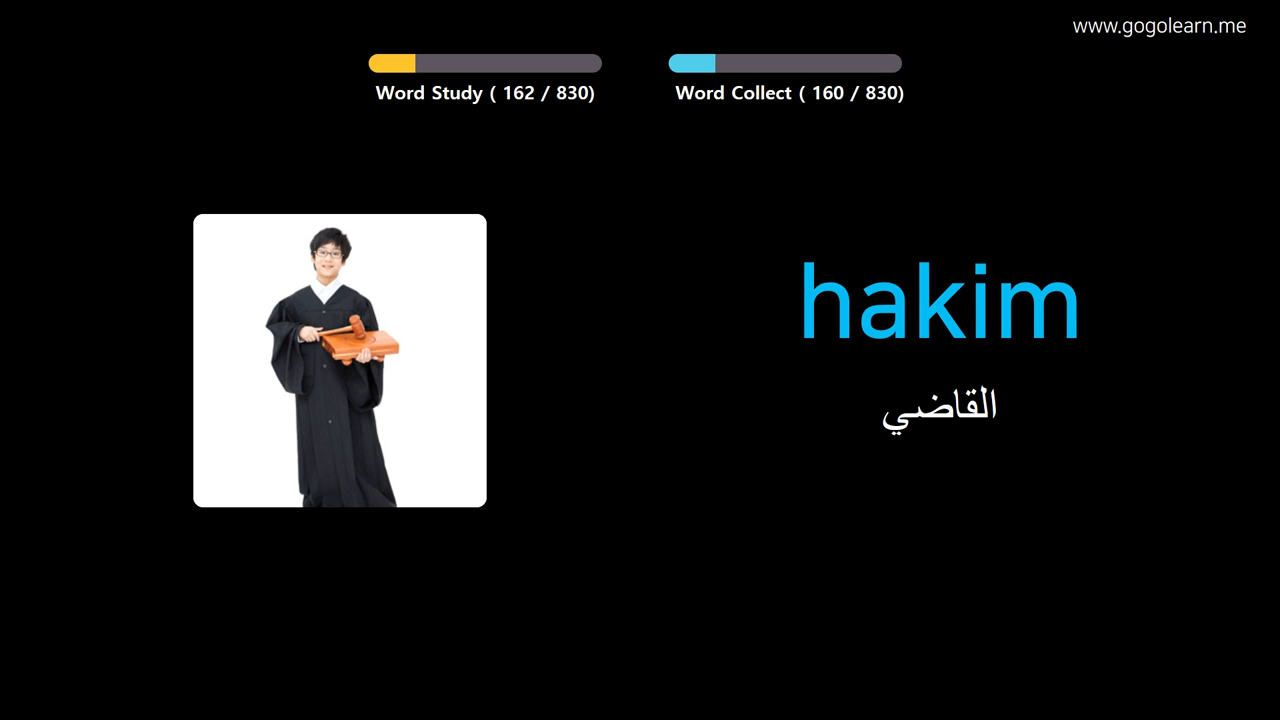 www.gogolearn.me
Word Study ( 162 / 830)
Word Collect ( 160 / 830)
hakim
القاضي